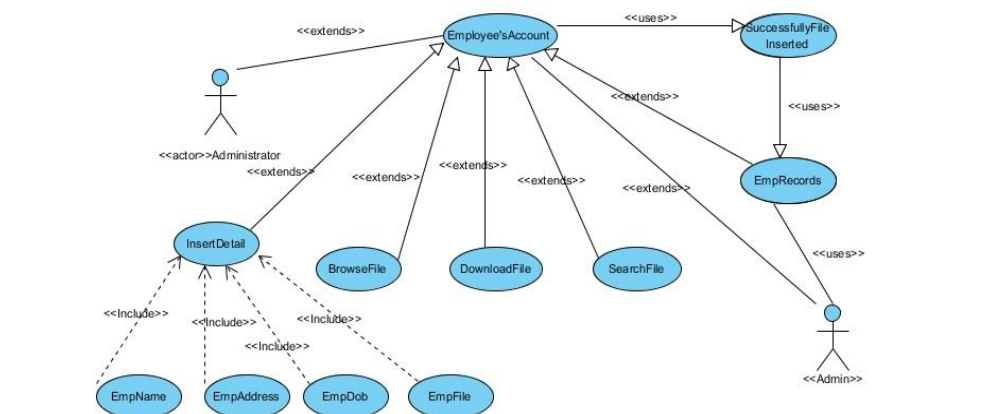 <<uses>>
<<extends>>
Employee'sAccount
SuccessfullyFile
Inserted
<<extends>>
<<uses>>
<<actor>>Administrator
<<extends>>
<<extends>>
<<extends>>
<<extends>>
<<extends>>
EmpRecords
InsertDetail
<<uses>>
BrowseFile
DownloadFile
SearchFile
<<Include>>
<<Include>>
<<Include>>
<<Include>>
<<Admin>>
EmpName
EmpAddress
EmpDob
EmpFile